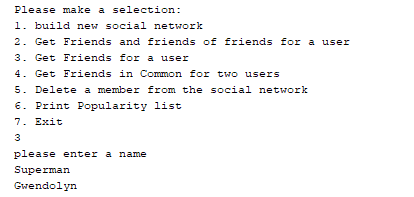 Please make a selection:
1. build new social network
2. Get Friends and friends of friends for a user
3. Get Friends for a user
4. Get Friends in Common for two users
5. Delete a member from the social network
6. Print Popularity list
7. Exit
3
please enter a name
Superman
Gwendolyn